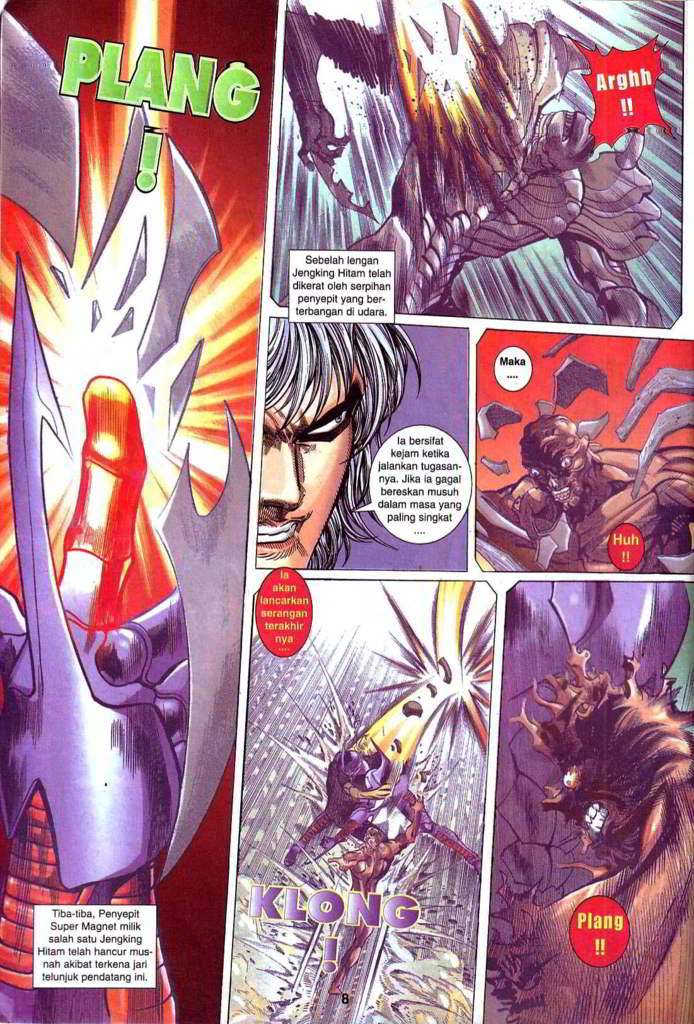 PLANG
!
Tiba-tiba, Penyepit
Super Magnet milik
salah satu Jengking
Hitam telah hancur mus-
nah akibat terkena jari
telunjuk pendatang ini.
Arghh
!!
Sebelah lengan
Jengking Hitam telah
dikerat oleh serpihan
penyepit yang ber-
terbangan di udara.
Ia bersifat
kejam ketika
jalankan tugasan-
nya. Jika ia gagal
bereskan musuh
dalam masa yang
paling singkat
....
Maka
....
Huh
!!
Ia
akan
lancarkan
serangan
terakhir
nya
....
KLONG
!
Plang
!!
8